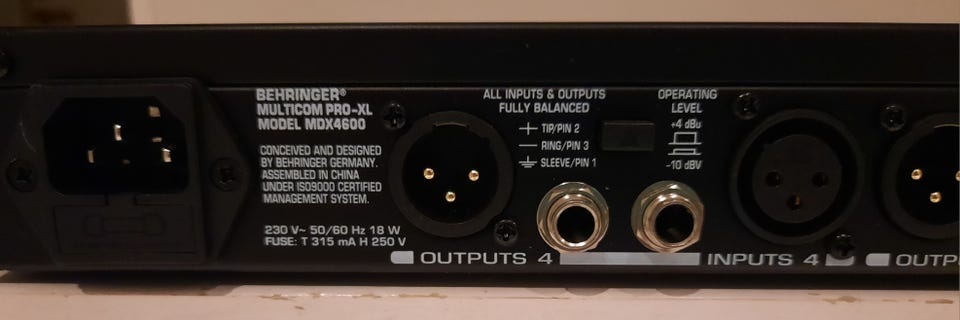 BEHRINGER®
MULTICOM PRO-XL
MODEL MDX4600
CONCEIVED AND DESIGNED
BY BEHRINGER GERMANY.
ASSEMBLED IN CHINA
UNDER ISO9000 CERTIFIED
MANAGEMENT SYSTEM.
230 V~ 50/60 Hz 18 W
FUSE: T 315 mA H 250 V
ALL INPUTS & OUTPUTS
FULLY BALANCED
TIP/PIN 2
RING/PIN 3
SLEEVE/PIN 1
OPERATING
LEVEL
+4 dBu
-10 dBV
OUTPUTS 4
INPUTS 4
OUTP